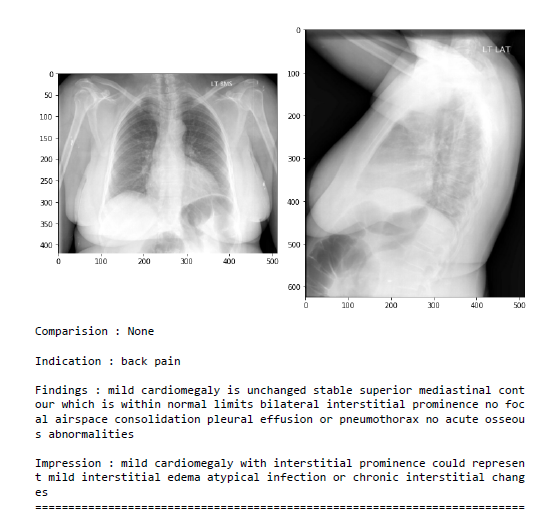 LT LAT
0
50
100
150
200
250
300
350
400
0 100 200 300 400 500
0
100
200
300
400
500
600
0 100 200 300 400 500
Comparision : None
Indication : back pain
Findings : mild cardiomegaly is unchanged stable superior mediastinal cont
our which is within normal limits bilateral interstitial prominence no foc
al airspace consolidation pleural effusion or pneumothorax no acute osseou
s abnormalities
Impression : mild cardiomegaly with interstitial prominence could represen
t mild interstitial edema atypical infection or chronic interstitial chang
es
==========================================================================